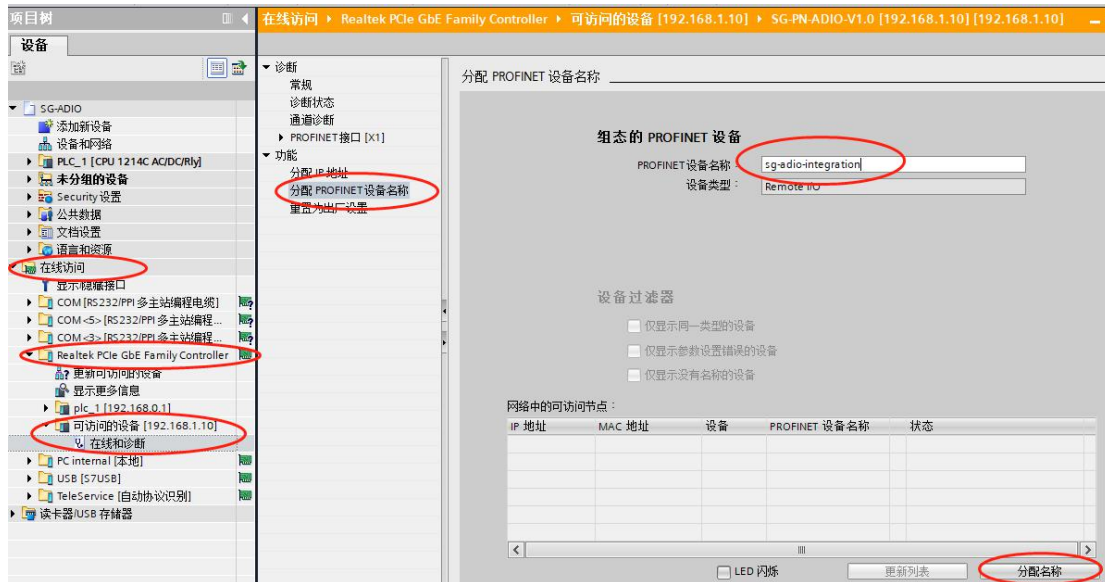 项目树
在线访问 ▸ Realtek PCIe GbE Family Controller ▸ 可访问的设备 [192.168.1.10] ▸ SG-PN-ADIO-V1.0 [192.168.1.10] [192.168.1.10]
设备
SG-ADIO
添加新设备
设备和网络
PLC_1 [CPU 1214C AC/DC/Rly]
未分组的设备
Security 设置
公共数据
文档设置
语言和资源
在线访问
显示/隐藏接口
COM [RS232/PPI 多主站编程电缆]
COM <5> [RS232/PPI 多主站编程...
COM <3> [RS232/PPI 多主站编程...
Realtek PCIe GbE Family Controller
更新可访问的设备
显示更多信息
plc_1 [192.168.0.1]
可访问的设备 [192.168.1.10]
在线和诊断
PC internal [本地]
USB [S7USB]
TeleService [自动协议识别]
读卡器/USB 存储器
诊断
常规
诊断状态
通道诊断
PROFINET接口 [X1]
功能
分配 IP 地址
分配 PROFINET 设备名称
重置为出厂设置
分配 PROFINET 设备名称
组态的 PROFINET 设备
PROFINET设备名称： sg-adio-integration
设备类型： Remote I/O
设备过滤器
仅显示同一类型的设备
仅显示参数设置错误的设备
仅显示没有名称的设备
网络中的可访问节点：
IP 地址 MAC 地址 设备 PROFINET 设备名称 状态
LED 闪烁 更新列表 分配名称